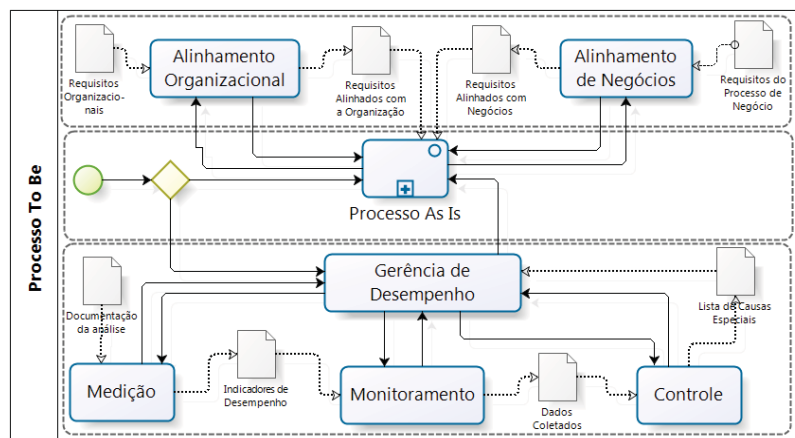 Processo To Be
Alinhamento
Organizacional
Alinhamento
de Negócios
Requisitos
Organizacio-
nais
Requisitos
Alinhados com
a Organização
Requisitos
Alinhados com
Negócios
Requisitos do
Processo de
Negócio
Processo As Is
Gerência de
Desempenho
Documentação
da análise
Lista de Causas
Especiais
Medição
Indicadores de
Desempenho
Monitoramento
Dados
Coletados
Controle